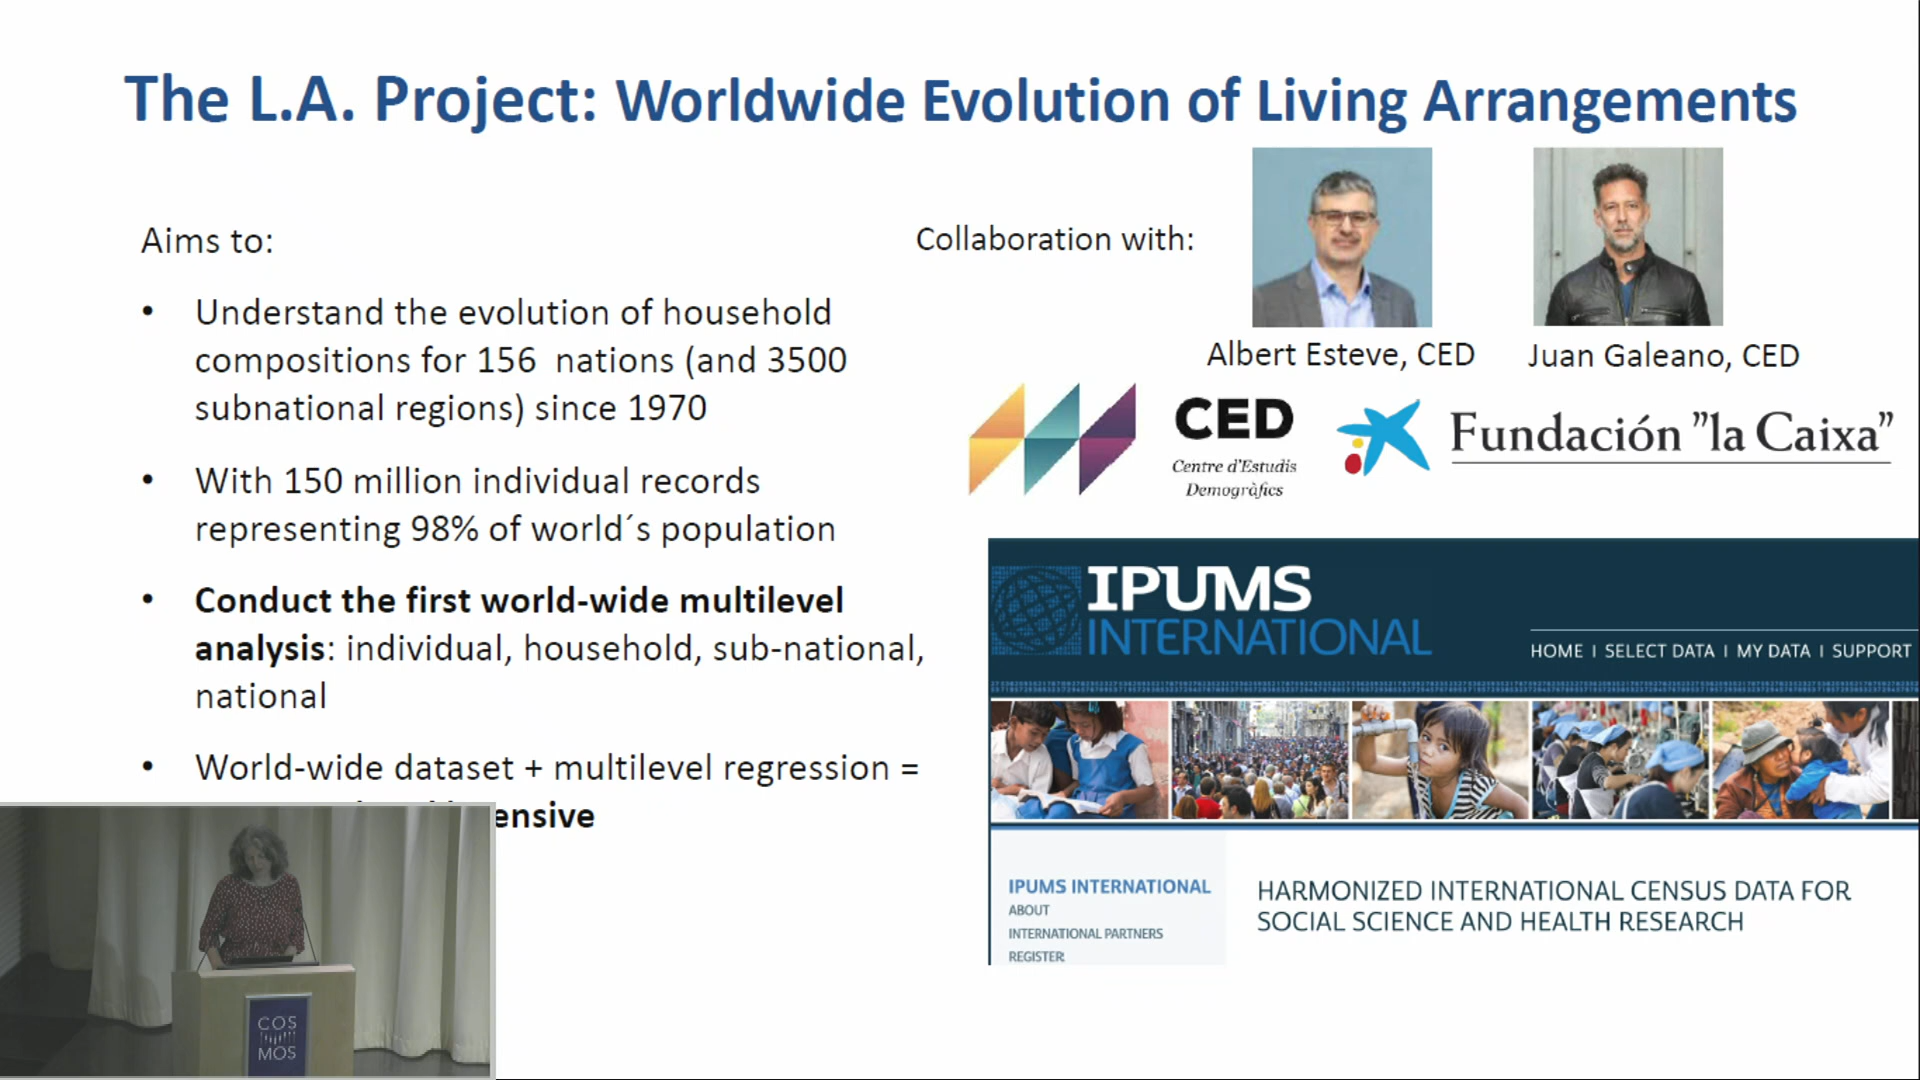 The L.A. Project: Worldwide Evolution of Living Arrangements
Aims to:
• Understand the evolution of household
compositions for 156 nations (and 3500
subnational regions) since 1970
• With 150 million individual records
representing 98% of world´s population
• Conduct the first world-wide multilevel
analysis: individual, household, sub-national,
national
• World-wide dataset + multilevel regression =
ensive
Collaboration with:
Albert Esteve, CED
Juan Galeano, CED
CED
Centre d'Estudis
Demogràfics
Fundación "la Caixa"
IPUMS
INTERNATIONAL
HOME | SELECT DATA | MY DATA | SUPPORT
IPUMS INTERNATIONAL
ABOUT
INTERNATIONAL PARTNERS
REGISTER
HARMONIZED INTERNATIONAL CENSUS DATA FOR
SOCIAL SCIENCE AND HEALTH RESEARCH
COS
MOS